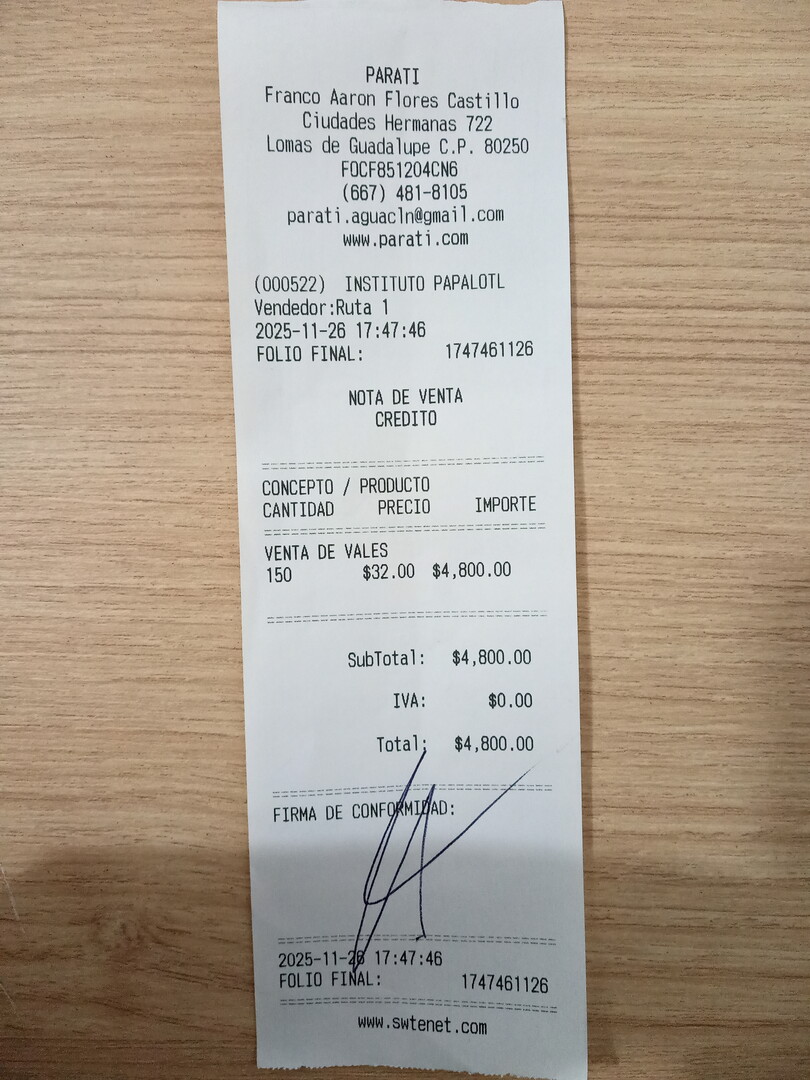 PARATI
Franco Aaron Flores Castillo
Ciudades Hermanas 722
Lomas de Guadalupe C.P. 80250
FOCF851204CN6
(667) 481-8105
parati.aguacln@gmail.com
www.parati.com
(000522) INSTITUTO PAPALOTL
Vendedor:Ruta 1
2025-11-26 17:47:46
FOLIO FINAL: 1747461126
NOTA DE VENTA
CREDITO
CONCEPTO / PRODUCTO
CANTIDAD PRECIO IMPORTE
VENTA DE VALES
150 $32.00 $4,800.00
SubTotal: $4,800.00
IVA: $0.00
Total: $4,800.00
FIRMA DE CONFORMIDAD:
2025-11-26 17:47:46
FOLIO FINAL: 1747461126
www.swtenet.com